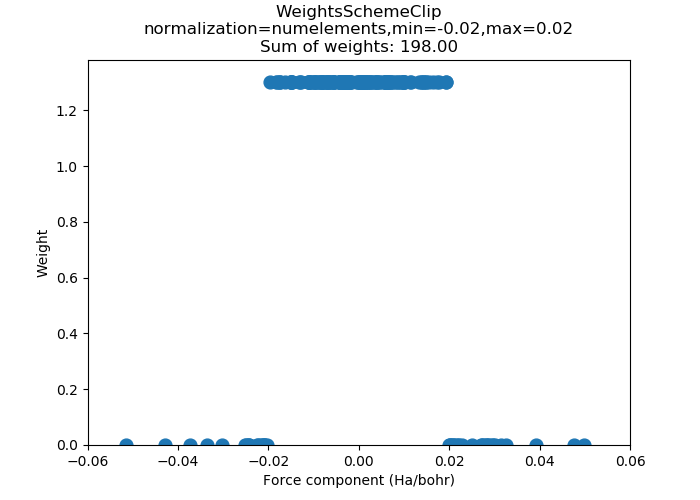 WeightsSchemeClip
normalization=numelements,min=-0.02,max=0.02
Sum of weights: 198.00
1.2
1.0
0.8
0.6
0.4
0.2
0.0
Weight
−0.06 −0.04 −0.02 0.00 0.02 0.04 0.06
Force component (Ha/bohr)